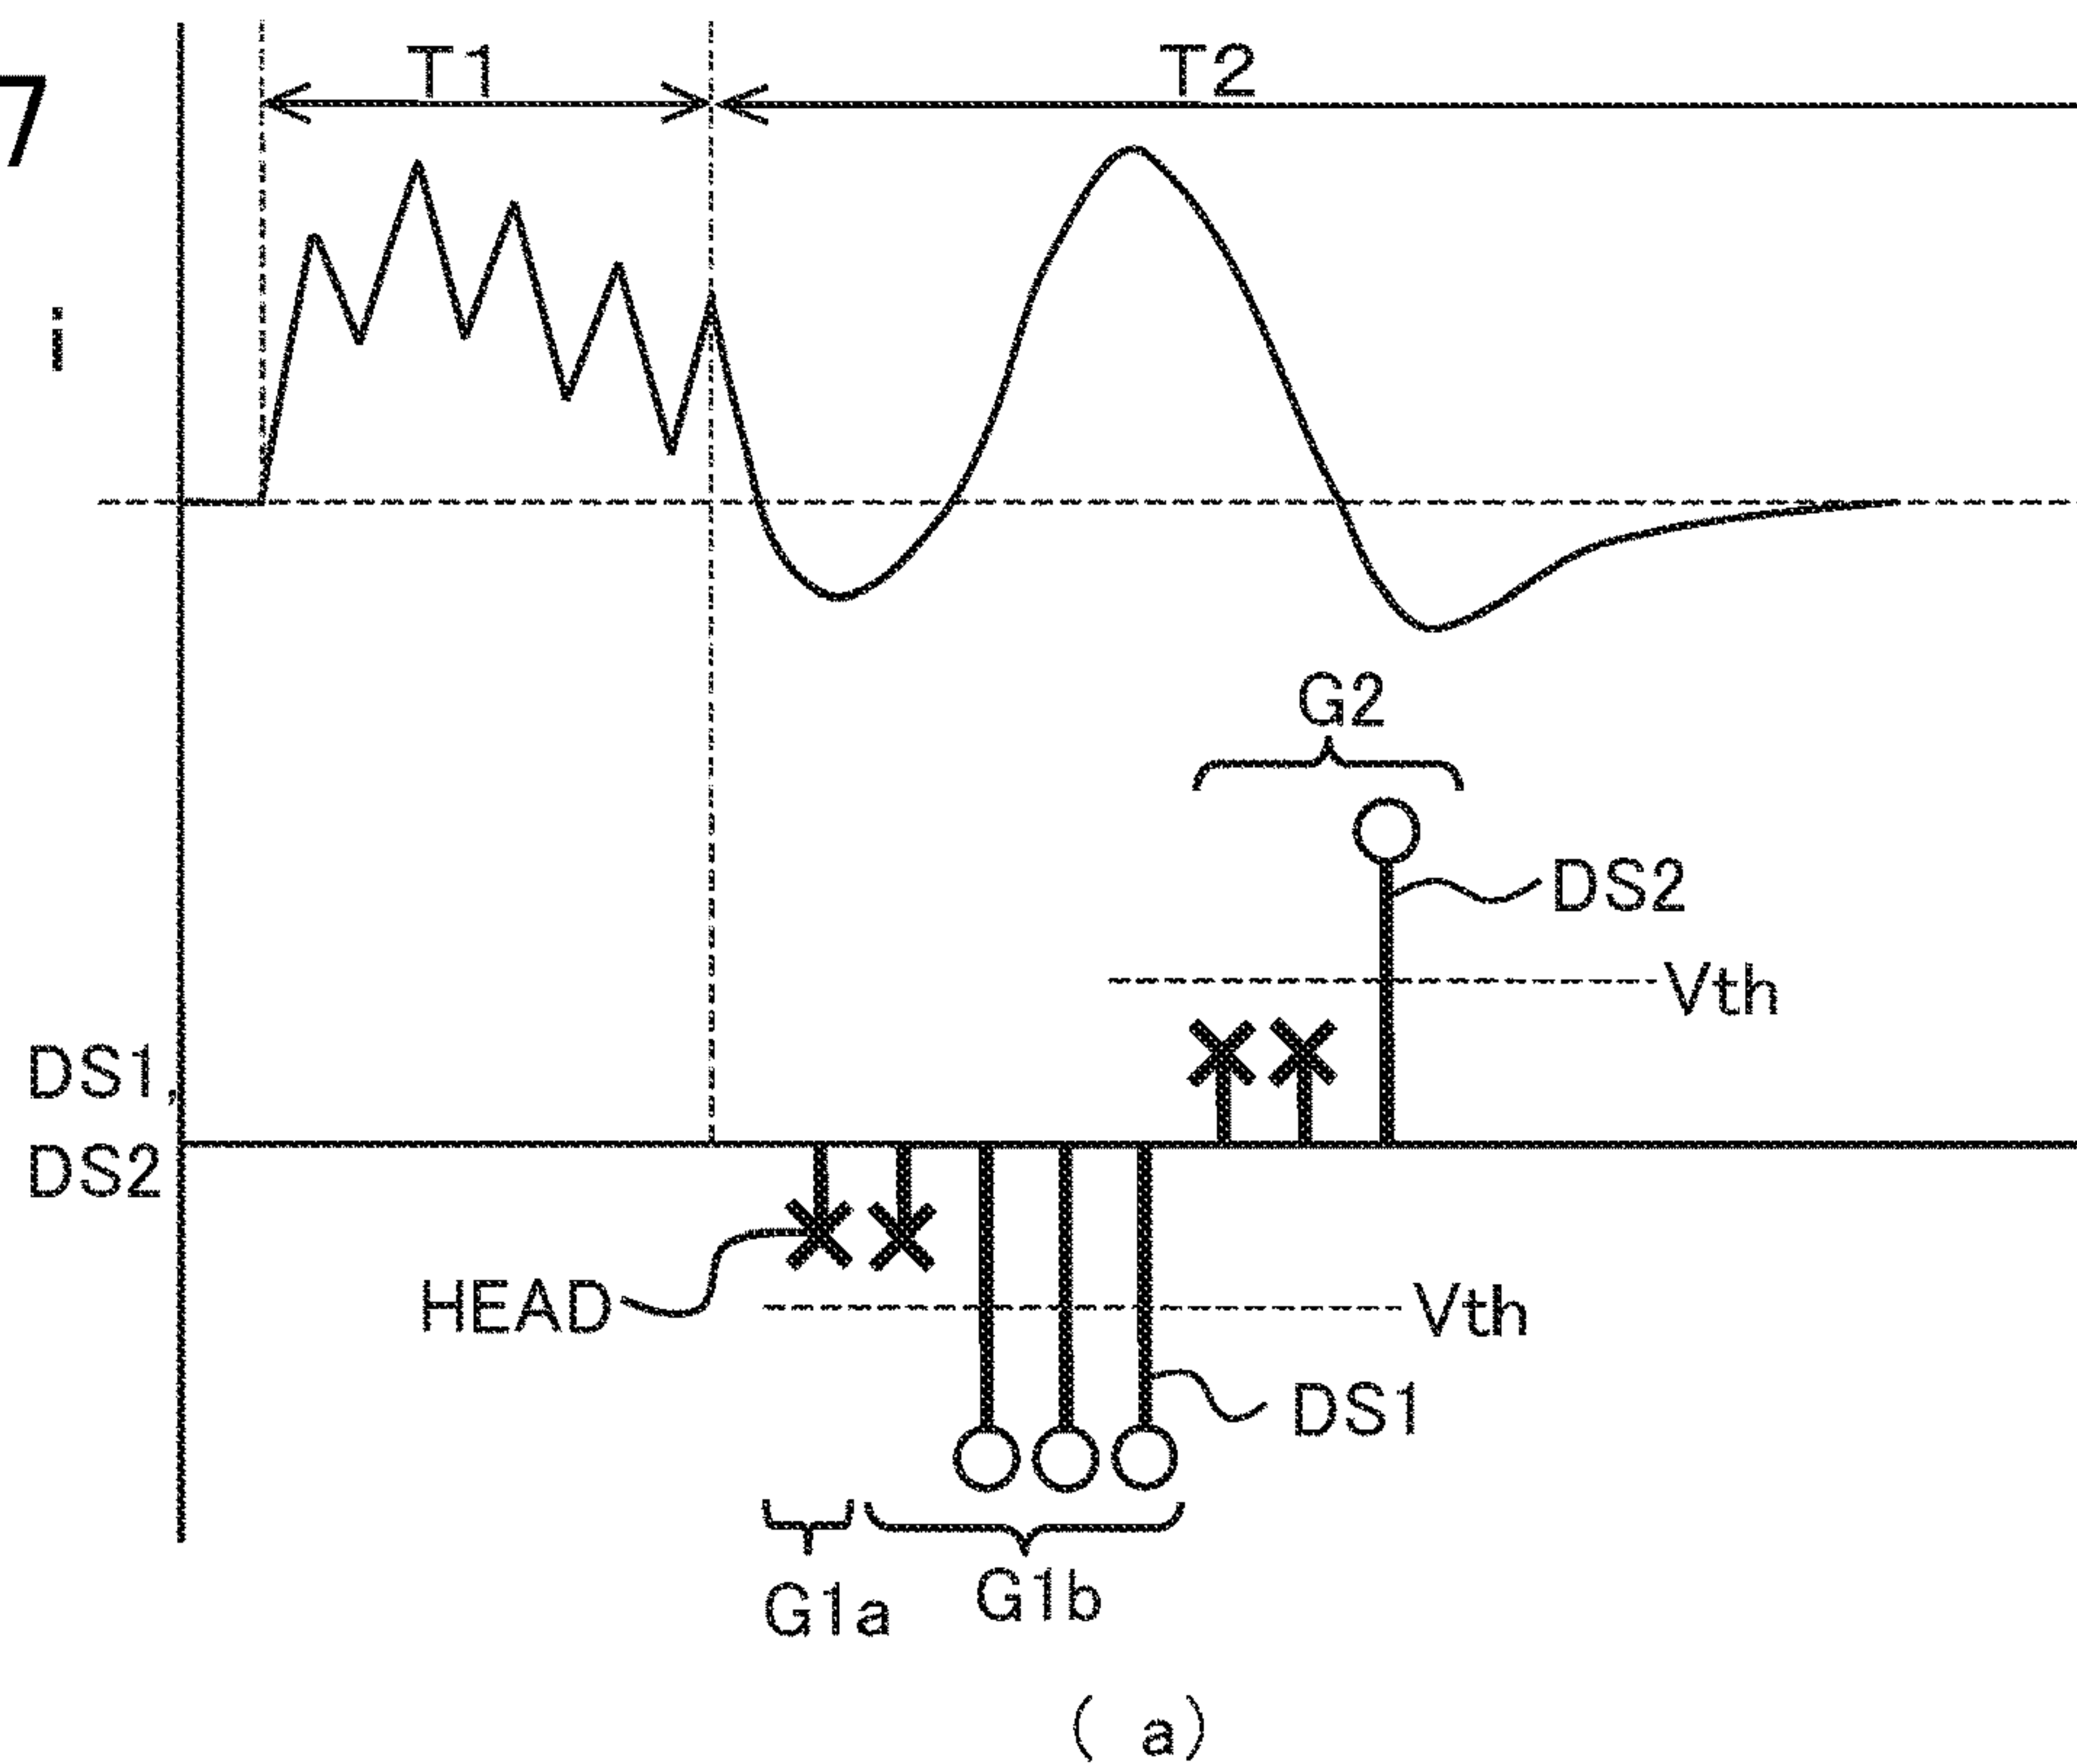 7
T1 T2
i
G2
DS2
Vth
DS1,
DS2
HEAD
Vth
DS1
G1a G1b
( a)